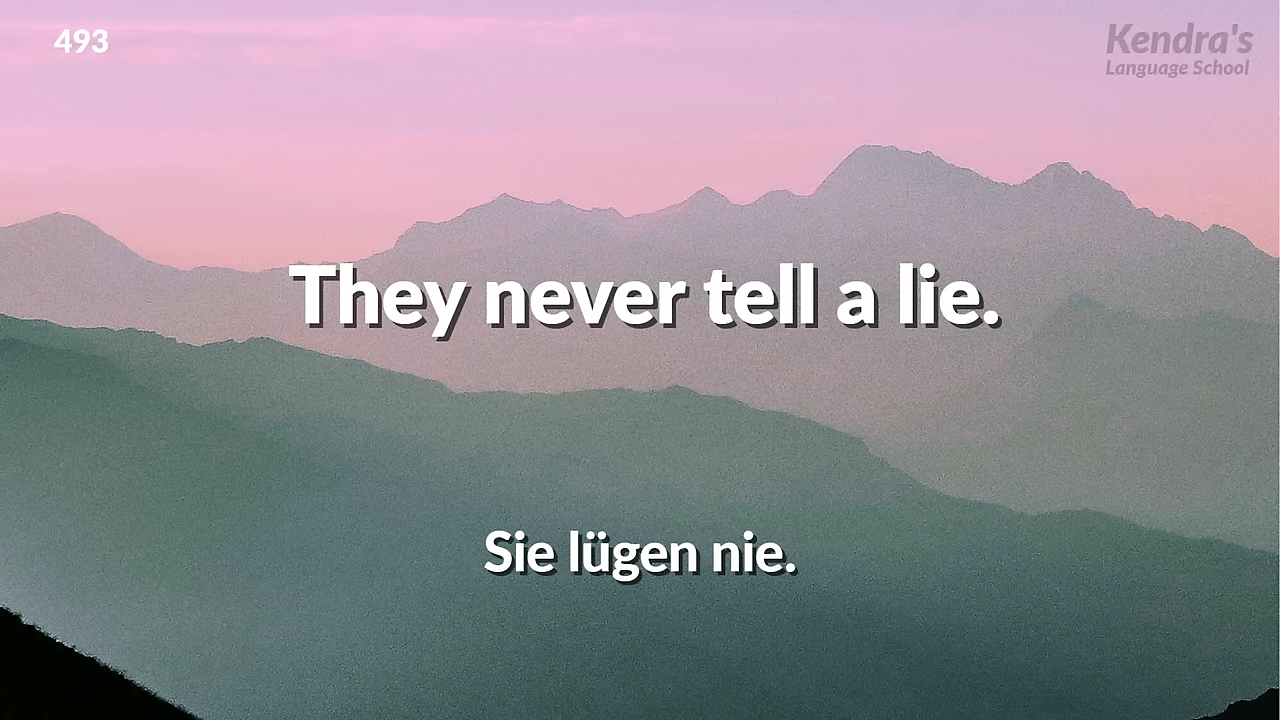 493
Kendra's
Language School
They never tell a lie.
Sie lügen nie.